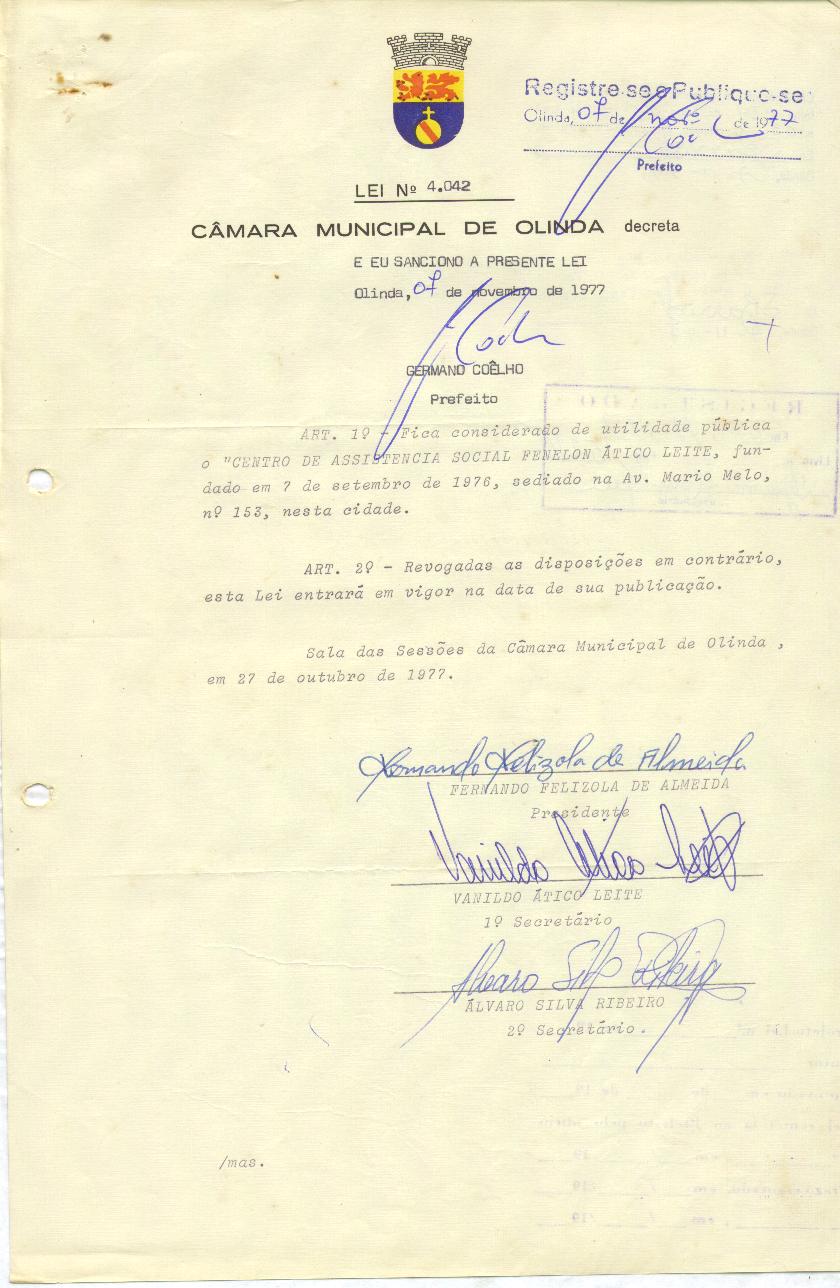 Registre-se e Publique-se
Olinda, 07 de de 1977
Prefeito
LEI Nº 4.042
CÂMARA MUNICIPAL DE OLINDA decreta
E EU SANCIONO A PRESENTE LEI
Olinda, 07 de novembro de 1977
GERMANO COÊLHO
Prefeito
ART. 1º - Fica considerado de utilidade pública
o "CENTRO DE ASSISTENCIA SOCIAL FENELON ÁTICO LEITE, fun-
dado em 7 de setembro de 1976, sediado na Av. Mario Melo,
nº 153, nesta cidade.
ART. 2º - Revogadas as disposições em contrário,
esta Lei entrará em vigor na data de sua publicação.
Sala das Sessões da Câmara Municipal de Olinda ,
em 27 de outubro de 1977.
Fernando Felizola de Almeida
FERNANDO FELIZOLA DE ALMEIDA
Presidente
Vanildo Ático Leite
VANILDO ÁTICO LEITE
1º Secretário
Alvaro Silva Ribeiro
ÁLVARO SILVA RIBEIRO
2º Secretário.
/mas.